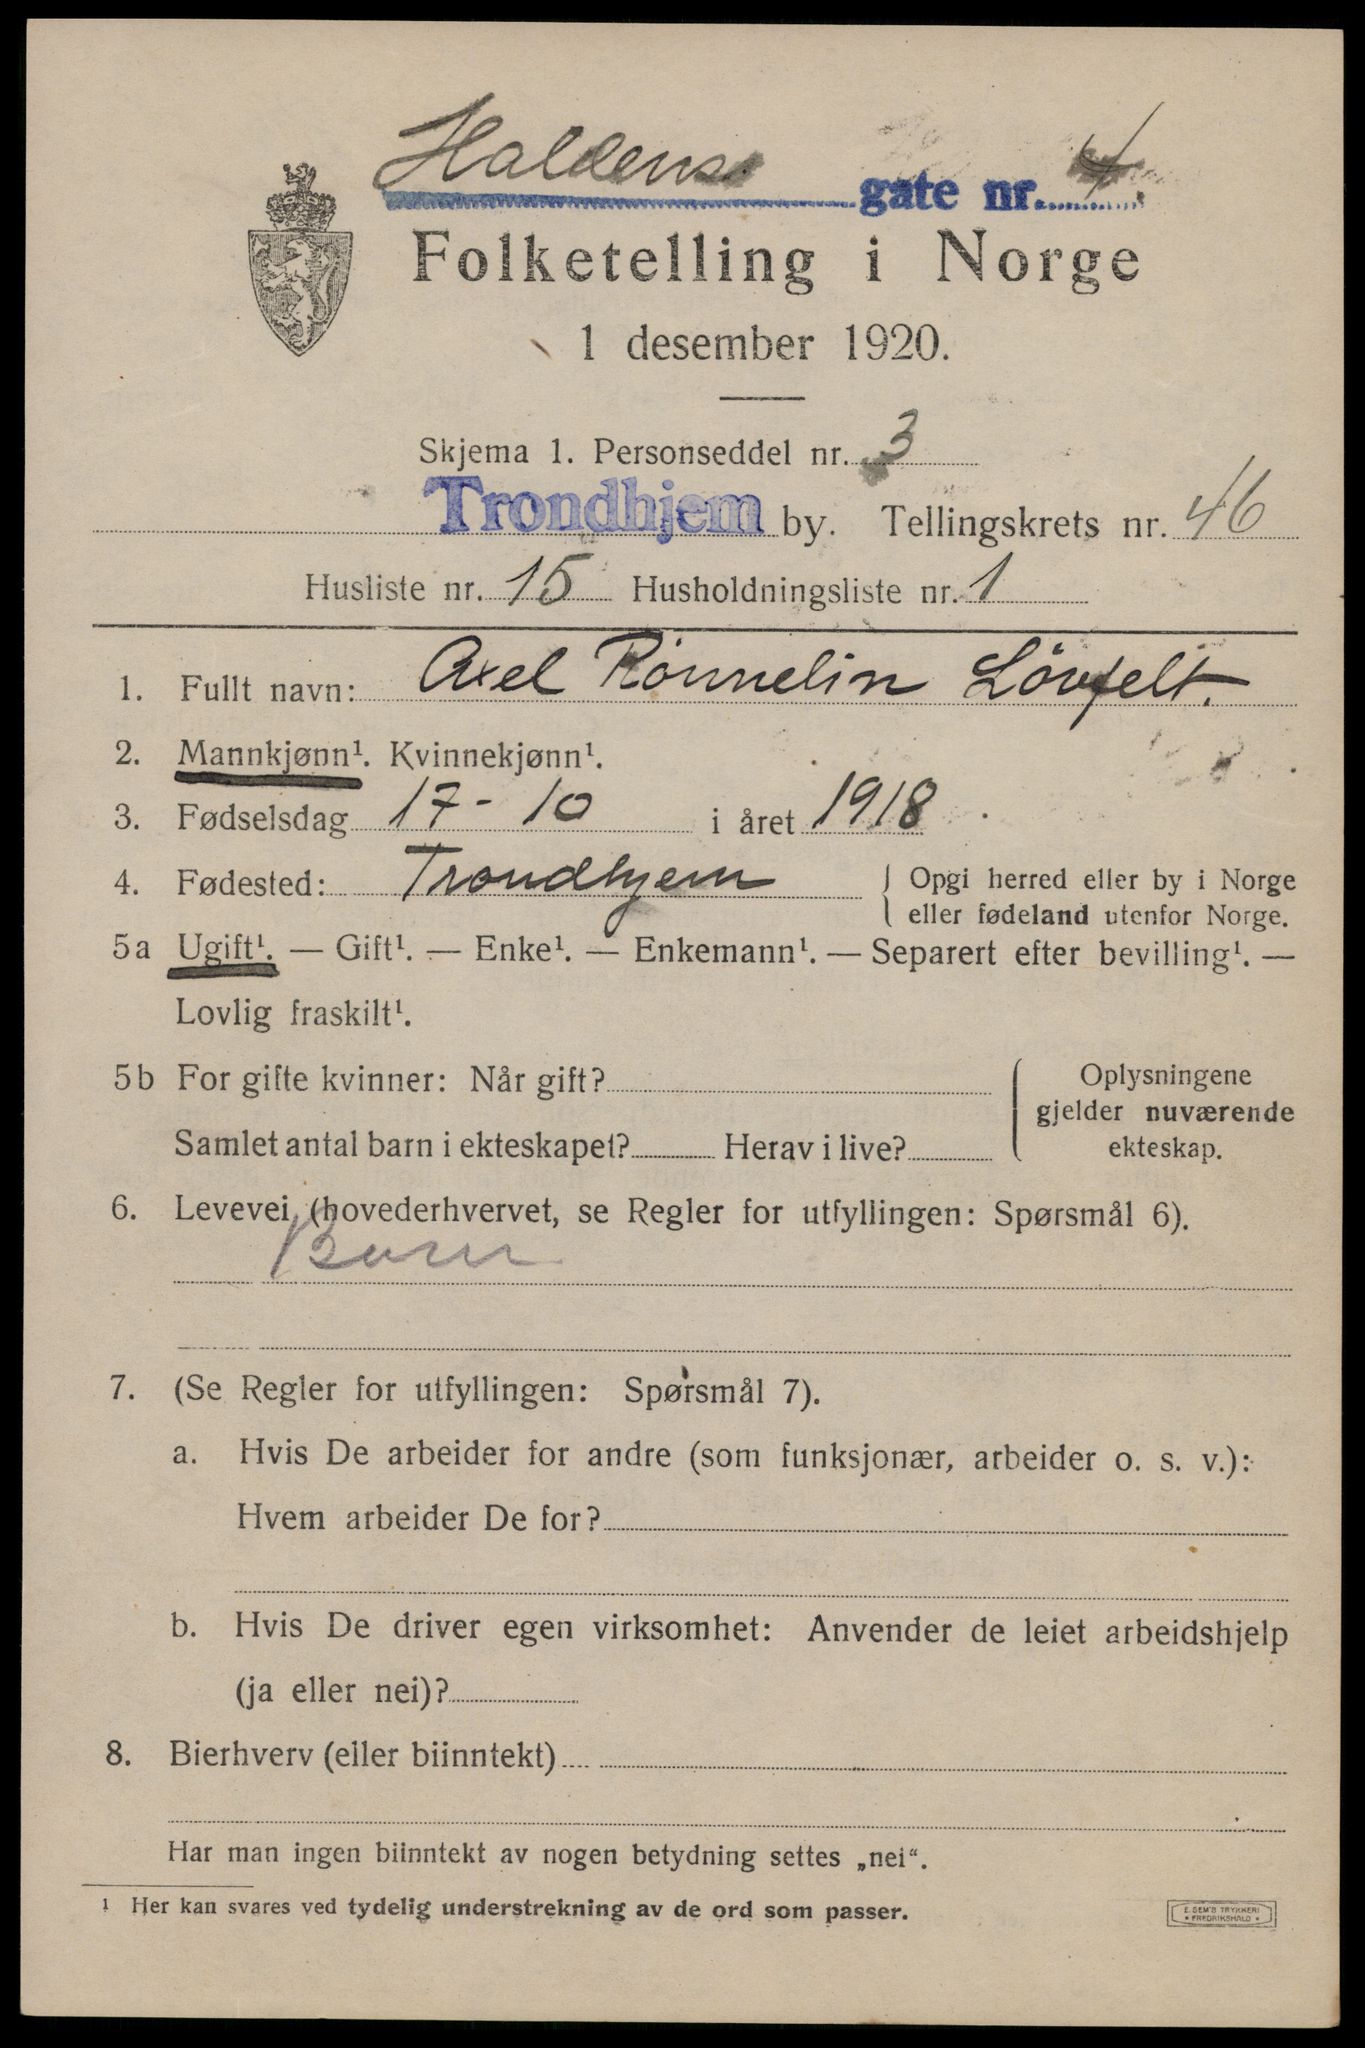 Haldens gate nr. 4.
Folketelling i Norge
1 desember 1920.
Skjema 1. Personseddel nr. 3
Trondhjem by. Tellingskrets nr. 46
Husliste nr. 15 Husholdningsliste nr. 1
1. Fullt navn: Axel Rönnelin Lövfelt.
2. Mannkjønn¹. Kvinnekjønn¹.
3. Fødselsdag 17-10 i året 1918
4. Fødested: Trondhjem { Opgi herred eller by i Norge
eller fødeland utenfor Norge.
5a Ugift¹. — Gift¹. — Enke¹. — Enkemann¹. — Separert efter bevilling¹. —
Lovlig fraskilt¹.
5b For gifte kvinner: Når gift? { Oplysningene
gjelder nuværende
Samlet antal barn i ekteskapet? Herav i live? ekteskap.
6. Levevei (hovederhvervet, se Regler for utfyllingen: Spørsmål 6).
Barn
7. (Se Regler for utfyllingen: Spørsmål 7).
a. Hvis De arbeider for andre (som funksjonær, arbeider o. s. v.):
Hvem arbeider De for?
b. Hvis De driver egen virksomhet: Anvender de leiet arbeidshjelp
(ja eller nei)?
8. Bierhverv (eller biinntekt)
Har man ingen biinntekt av nogen betydning settes „nei“.
¹ Her kan svares ved tydelig understrekning av de ord som passer.
E. SEM'S TRYKKERI
• FREDRIKSHALD •